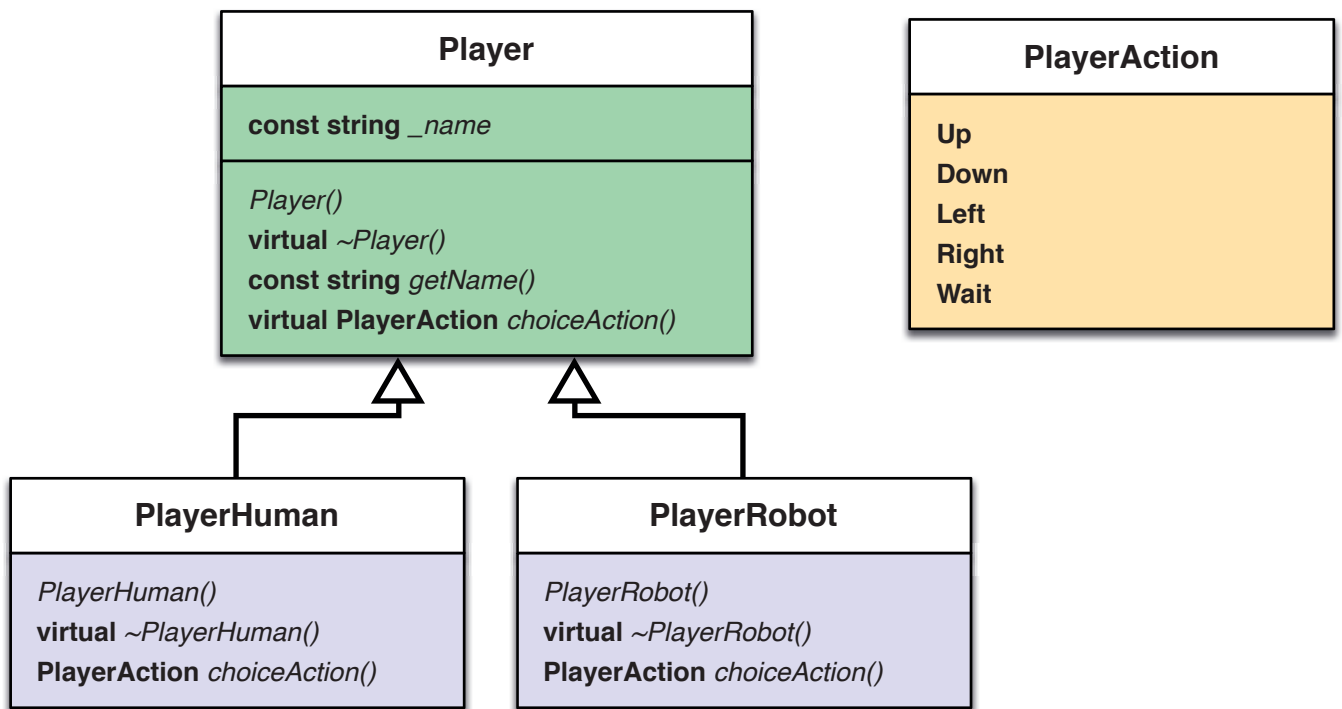 Player
const string _name
Player()
virtual ~Player()
const string getName()
virtual PlayerAction choiceAction()
PlayerAction
Up
Down
Left
Right
Wait
PlayerHuman
PlayerHuman()
virtual ~PlayerHuman()
PlayerAction choiceAction()
PlayerRobot
PlayerRobot()
virtual ~PlayerRobot()
PlayerAction choiceAction()